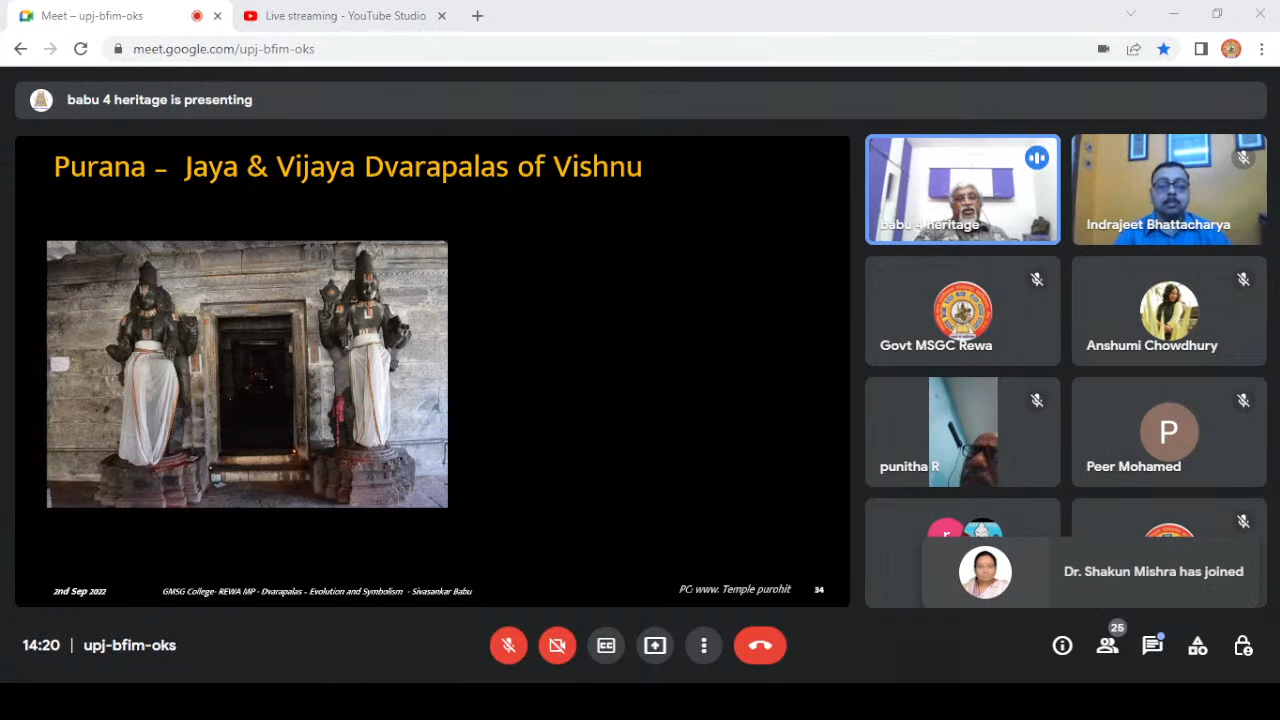 Meet – upj-bfim-oks
Live streaming - YouTube Studio
meet.google.com/upj-bfim-oks
babu 4 heritage is presenting
Purana – Jaya & Vijaya Dvarapalas of Vishnu
babu 4 heritage
Indrajeet Bhattacharya
Govt MSGC Rewa
Anshumi Chowdhury
punitha R
P
Peer Mohamed
r
Dr. Shakun Mishra has joined
2nd Sep 2022
GMSG College- REWA MP - Dvarapalas – Evolution and Symbolism - Sivasankar Babu
PC: www. Temple purohit
34
14:20 | upj-bfim-oks
CC
25